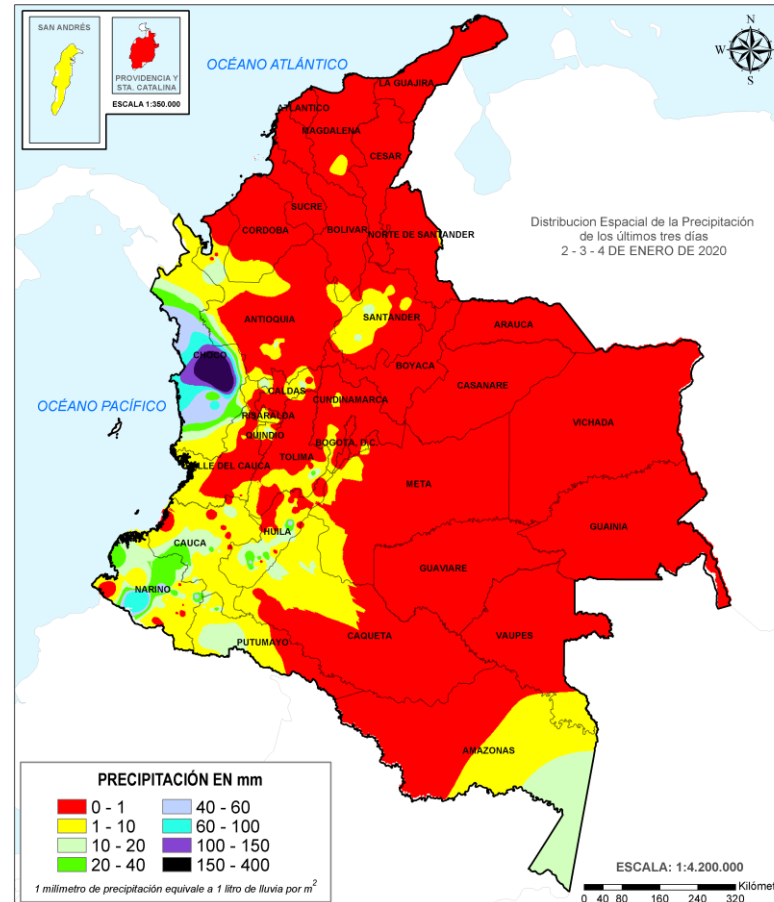 SAN ANDRÉS
PROVIDENCIA Y
STA. CATALINA
ESCALA 1:350.000
OCÉANO ATLÁNTICO
N
W
E
S
LA GUAJIRA
ATLANTICO
MAGDALENA
CESAR
SUCRE
CORDOBA
BOLIVAR
NORTE DE SANTANDER
Distribucion Espacial de la Precipitación
de los últimos tres días
2 - 3 - 4 DE ENERO DE 2020
ANTIOQUIA
SANTANDER
ARAUCA
CHOCO
BOYACA
CASANARE
OCÉANO PACÍFICO
CALDAS
CUNDINAMARCA
RISARALDA
VICHADA
QUINDIO
BOGOTA, D.C.
TOLIMA
VALLE DEL CAUCA
META
GUAINIA
HUILA
CAUCA
GUAVIARE
NARIÑO
PUTUMAYO
CAQUETA
VAUPES
AMAZONAS
PRECIPITACIÓN EN mm
0 - 1
40 - 60
1 - 10
60 - 100
10 - 20
100 - 150
20 - 40
150 - 400
1 milímetro de precipitación equivale a 1 litro de lluvia por m2
ESCALA: 1:4.200.000
Kilómet
0 40 80 160 240 320